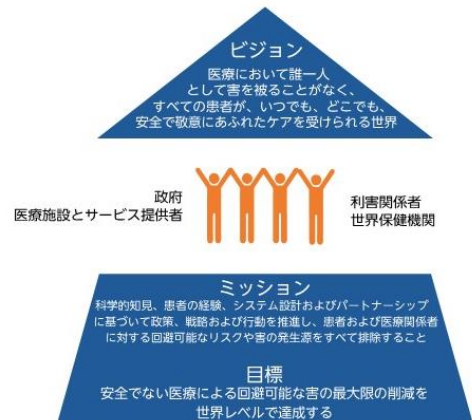 ビジョン
医療において誰一人
として害を被ることがなく、
すべての患者が、いつでも、どこでも、
安全で敬意にあふれたケアを受けられる世界
政府
医療施設とサービス提供者
利害関係者
世界保健機関
ミッション
科学的知見、患者の経験、システム設計およびパートナーシップ
に基づいて政策、戦略および行動を推進し、患者および医療関係者
に対する回避可能なリスクや害の発生源をすべて排除すること
目標
安全でない医療による回避可能な害の最大限の削減を
世界レベルで達成する